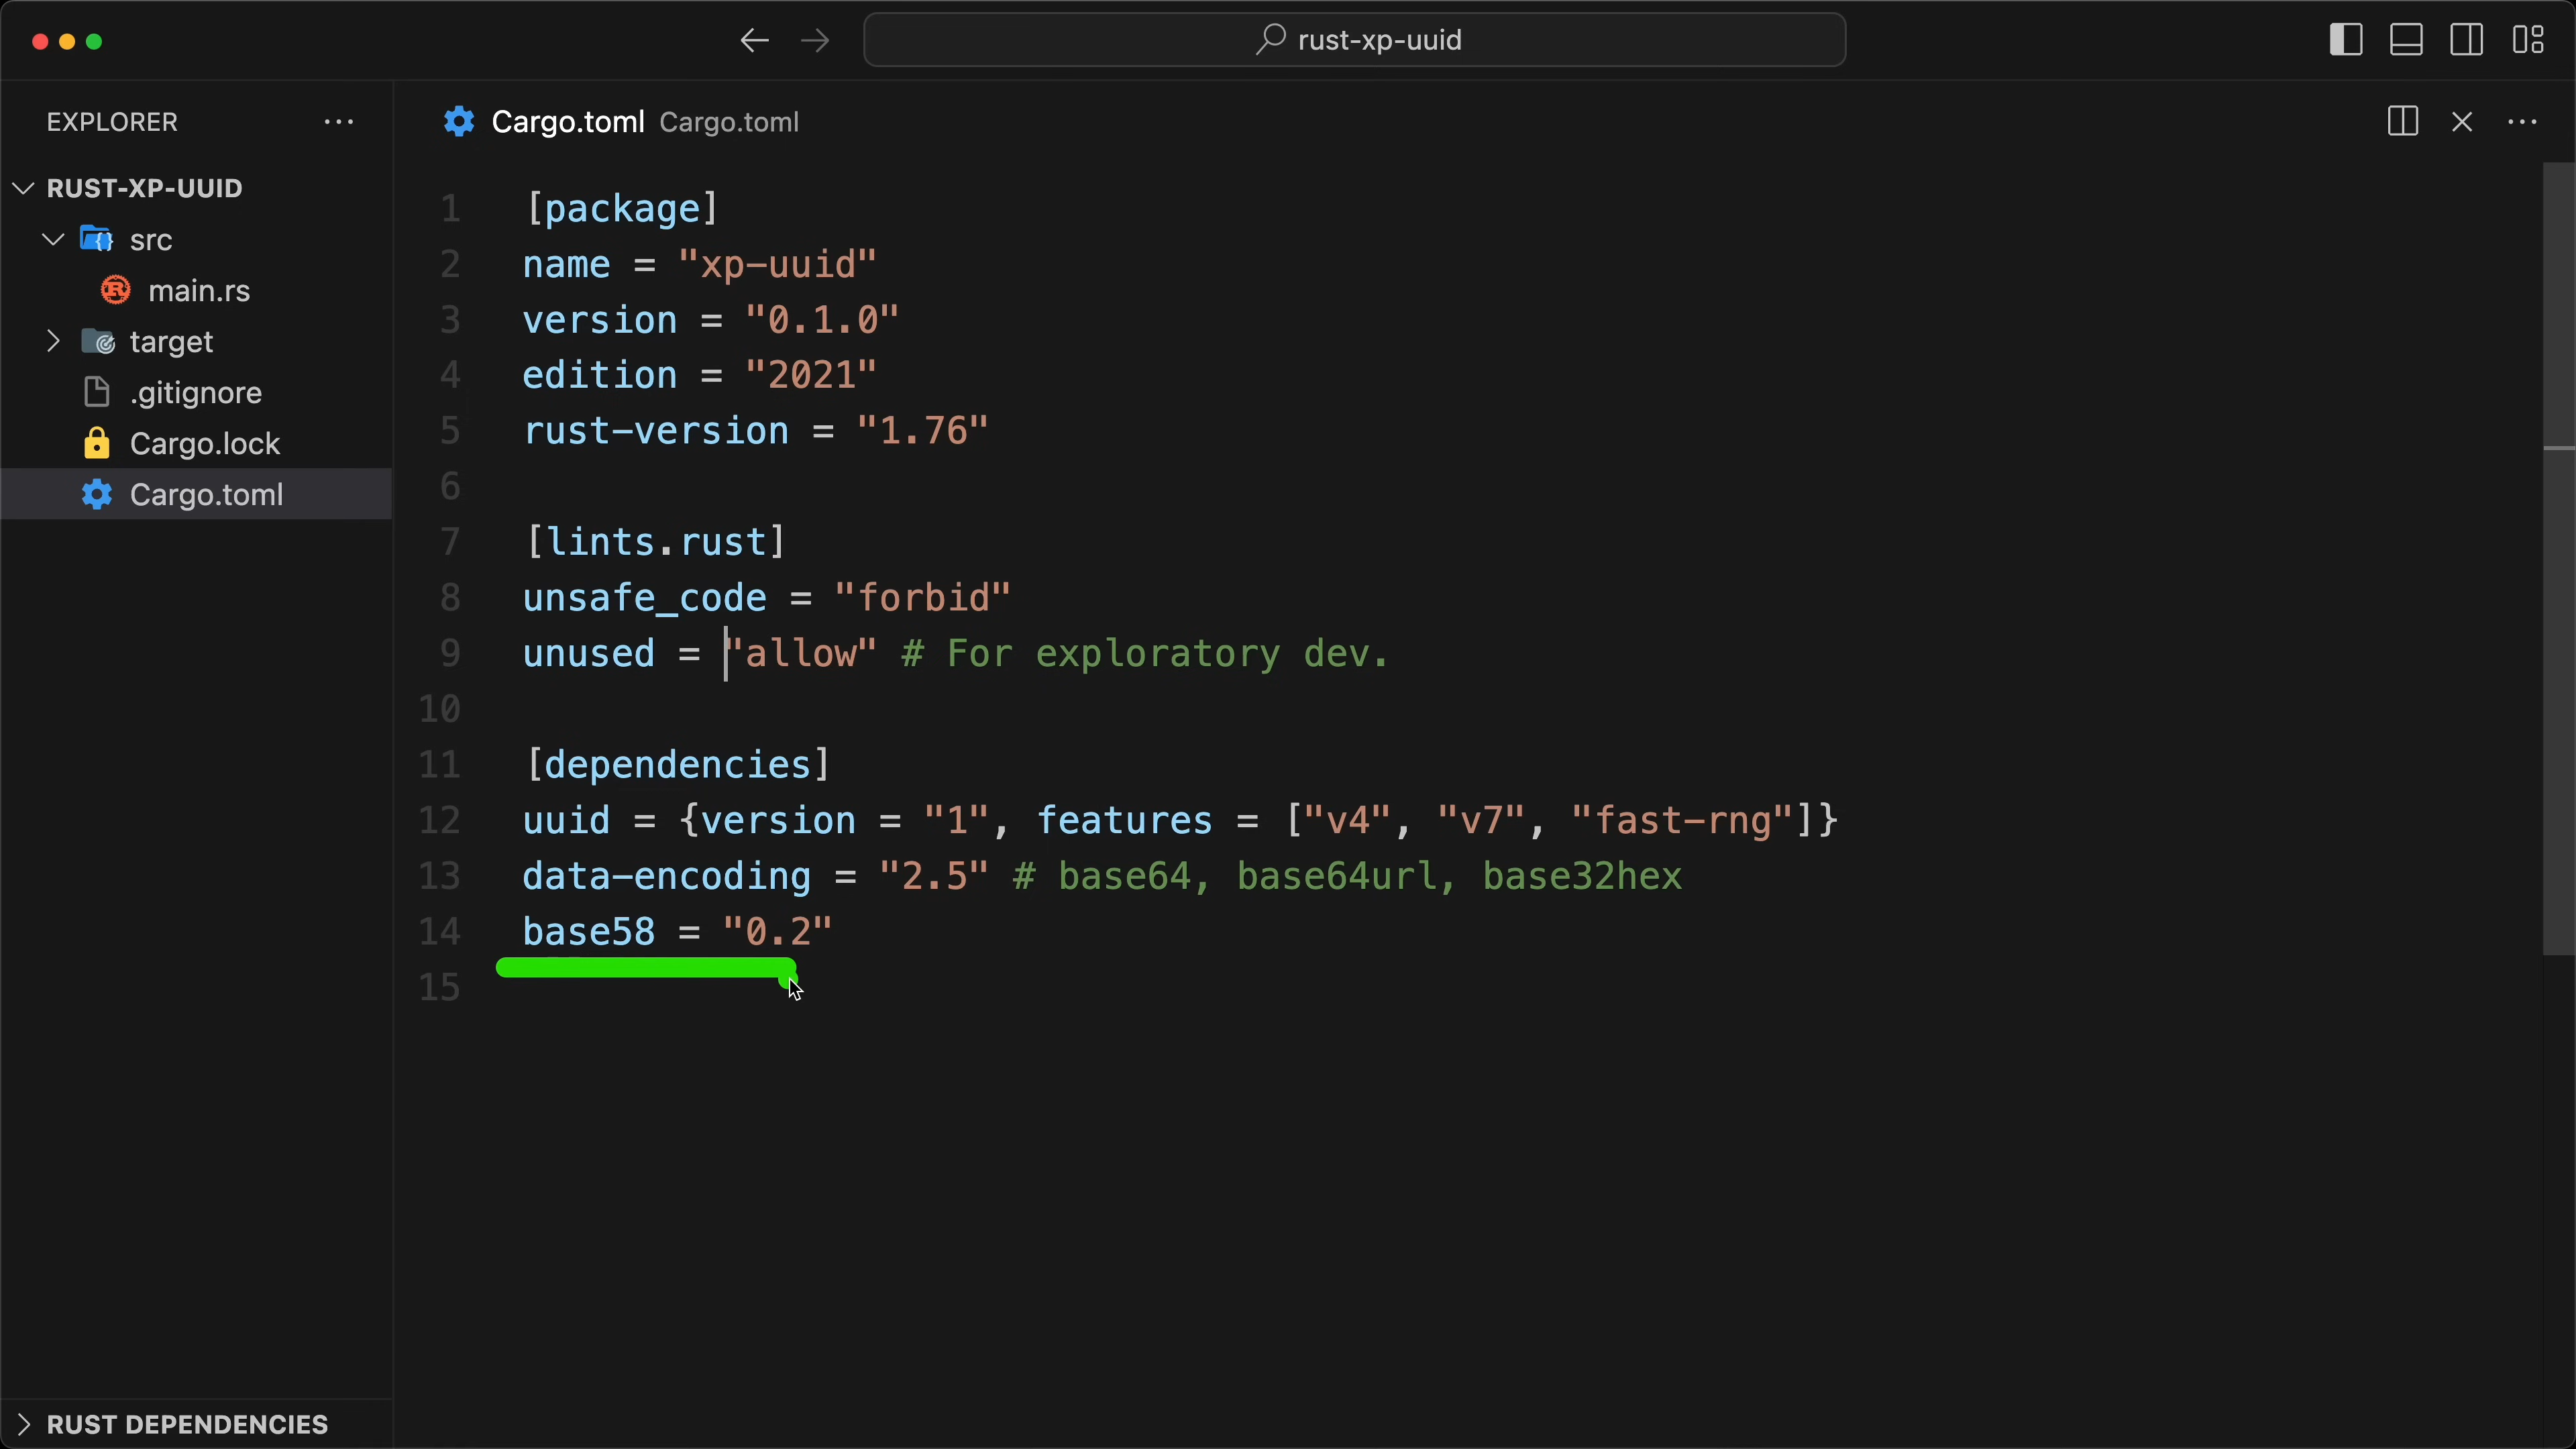 rust-xp-uuid
EXPLORER
RUST-XP-UUID
src
main.rs
target
.gitignore
Cargo.lock
Cargo.toml
RUST DEPENDENCIES
Cargo.toml Cargo.toml
1 [package]
2 name = "xp-uuid"
3 version = "0.1.0"
4 edition = "2021"
5 rust-version = "1.76"
6
7 [lints.rust]
8 unsafe_code = "forbid"
9 unused = "allow" # For exploratory dev.
10
11 [dependencies]
12 uuid = {version = "1", features = ["v4", "v7", "fast-rng"]}
13 data-encoding = "2.5" # base64, base64url, base32hex
14 base58 = "0.2"
15